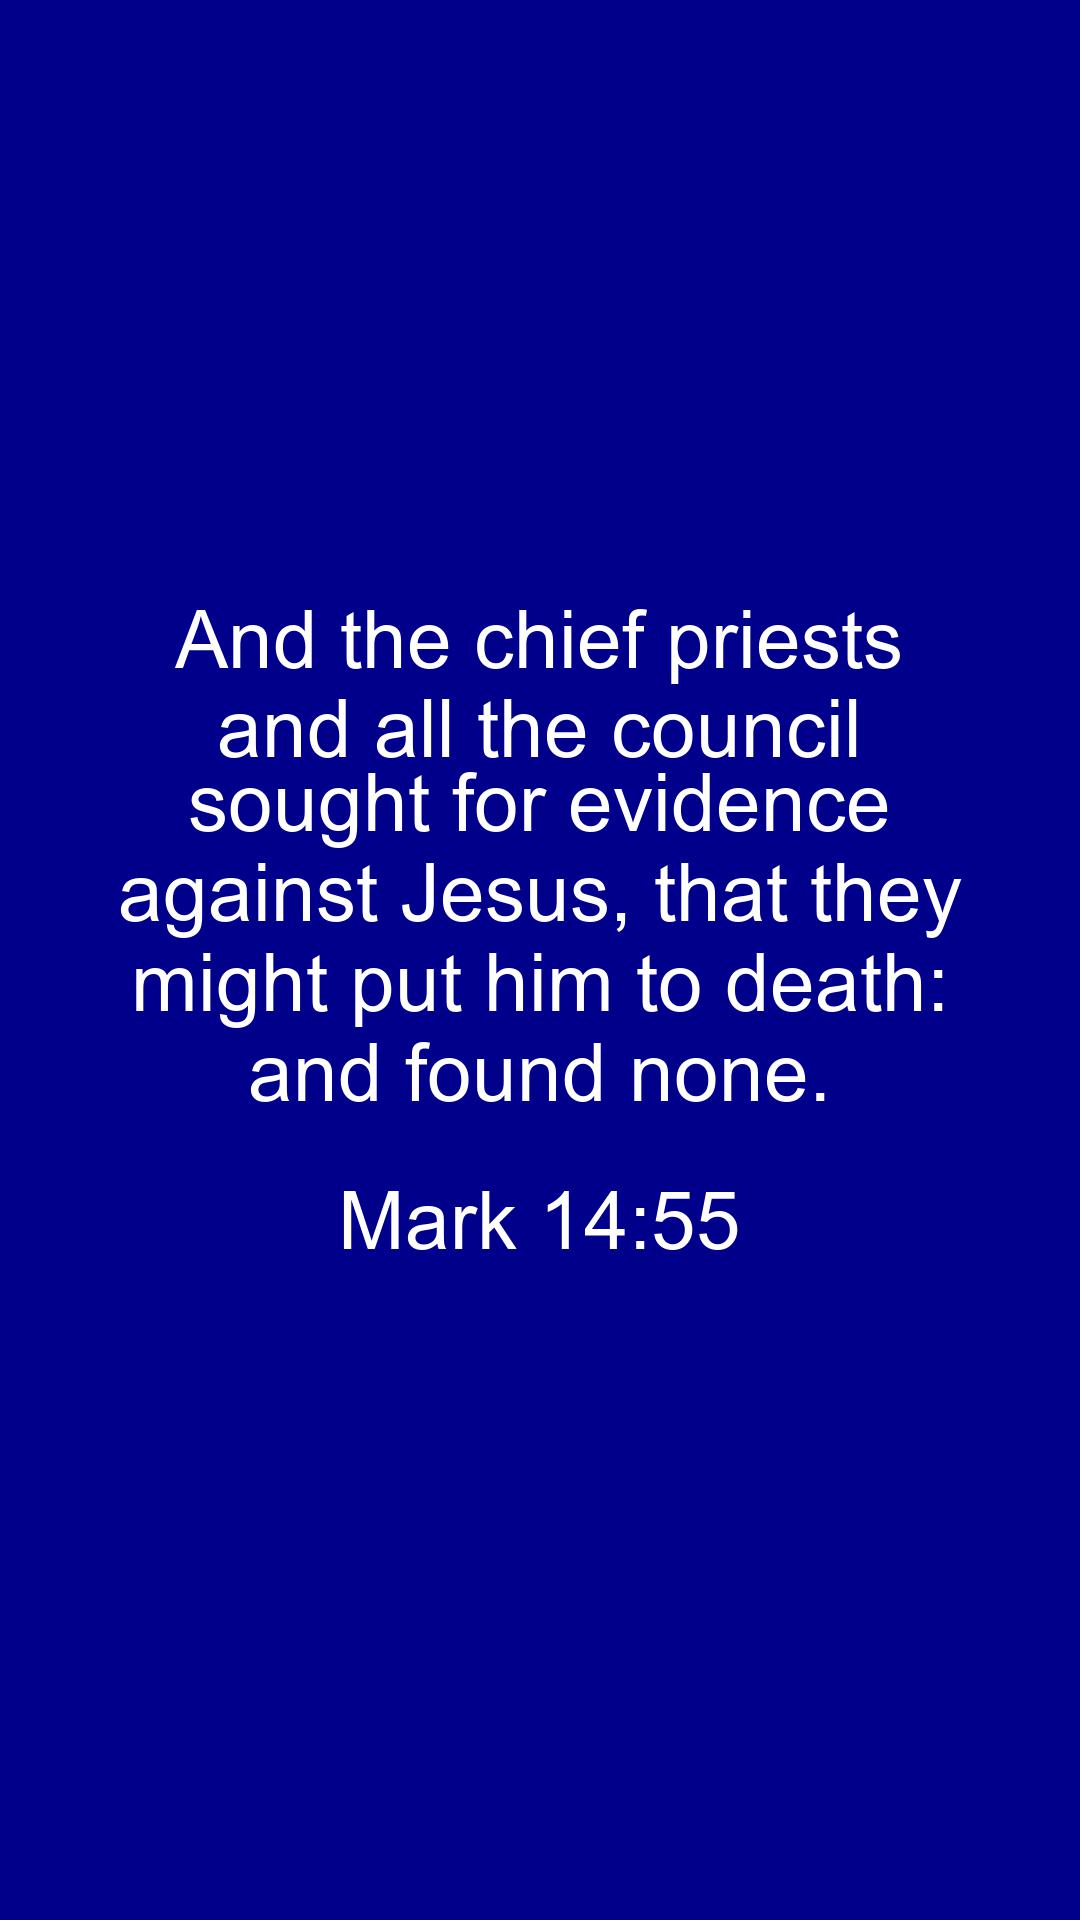 And the chief priests
and all the council
sought for evidence
against Jesus, that they
might put him to death:
and found none.
Mark 14:55